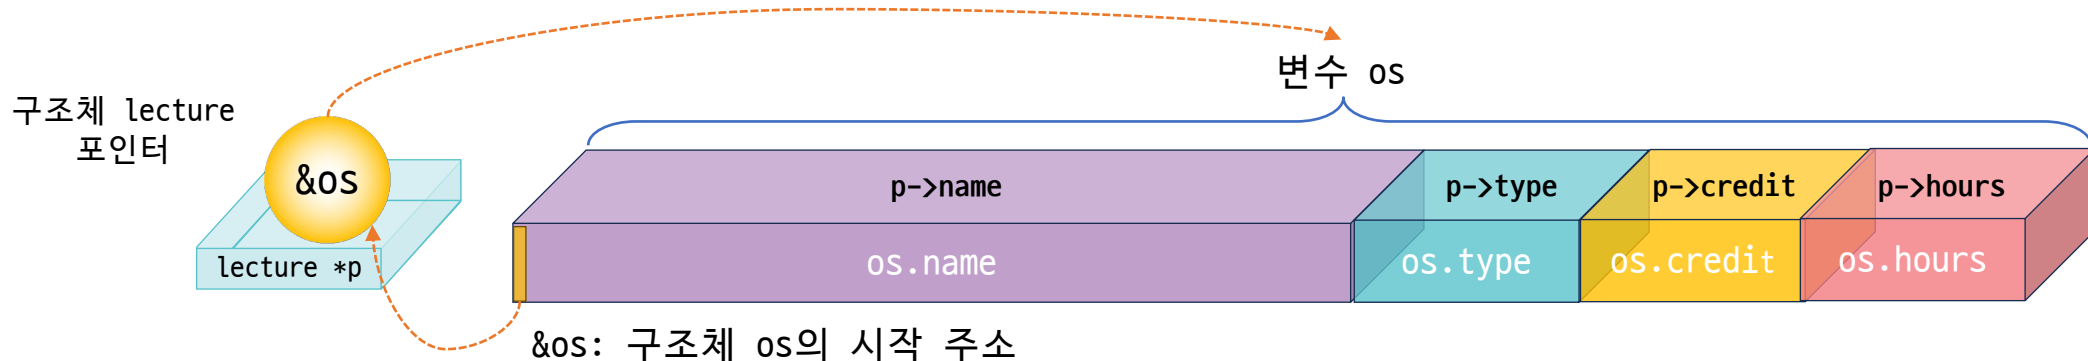 변수 os
구조체 lecture
포인터
&os
lecture *p
p->name
p->type
p->credit
p->hours
os.name
os.type
os.credit
os.hours
&os: 구조체 os의 시작 주소